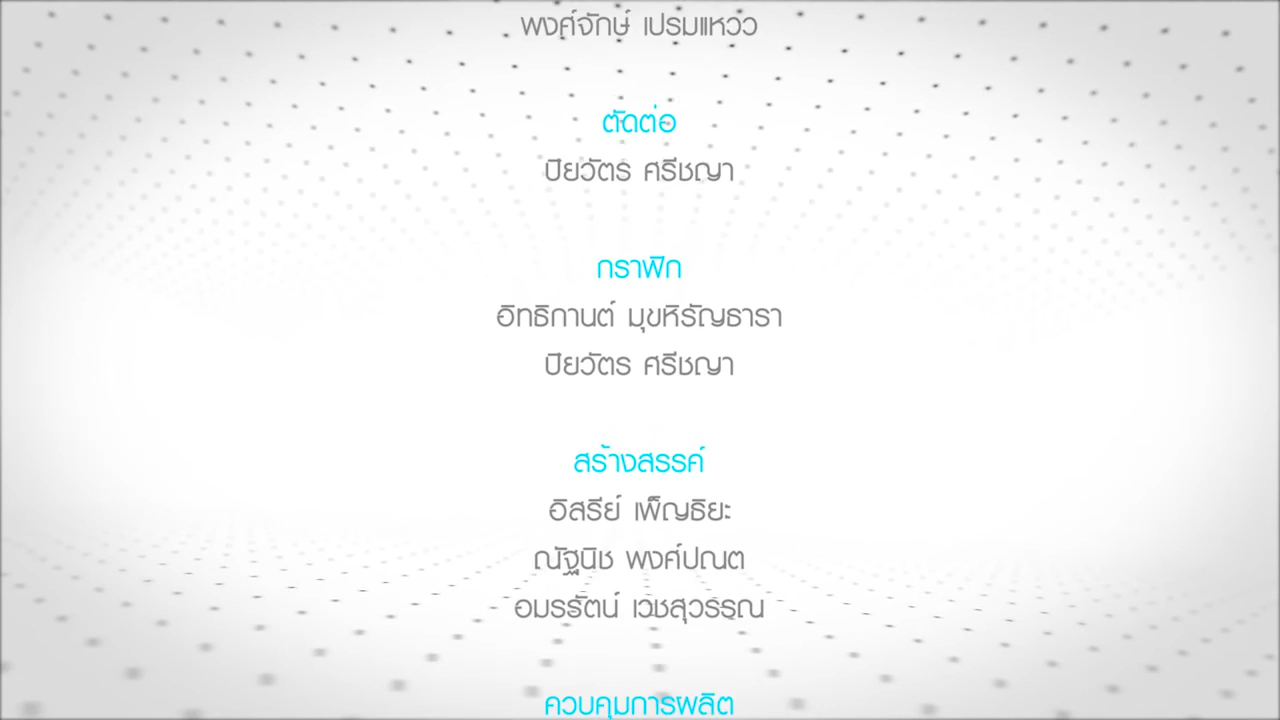 พงศ์จักษ์ เปรมแหวว
ตัดต่อ
ปิยวัตร ศรีชญา
กราฟิก
อิทธิกานต์ มุขหิรัญธารา
ปิยวัตร ศรีชญา
สร้างสรรค์
อิสรีย์ เพ็ญธิยะ
ณัฐนิช พงศ์ปณต
อมรรัตน์ เวชสุวรรณ
ควบคุมการผลิต